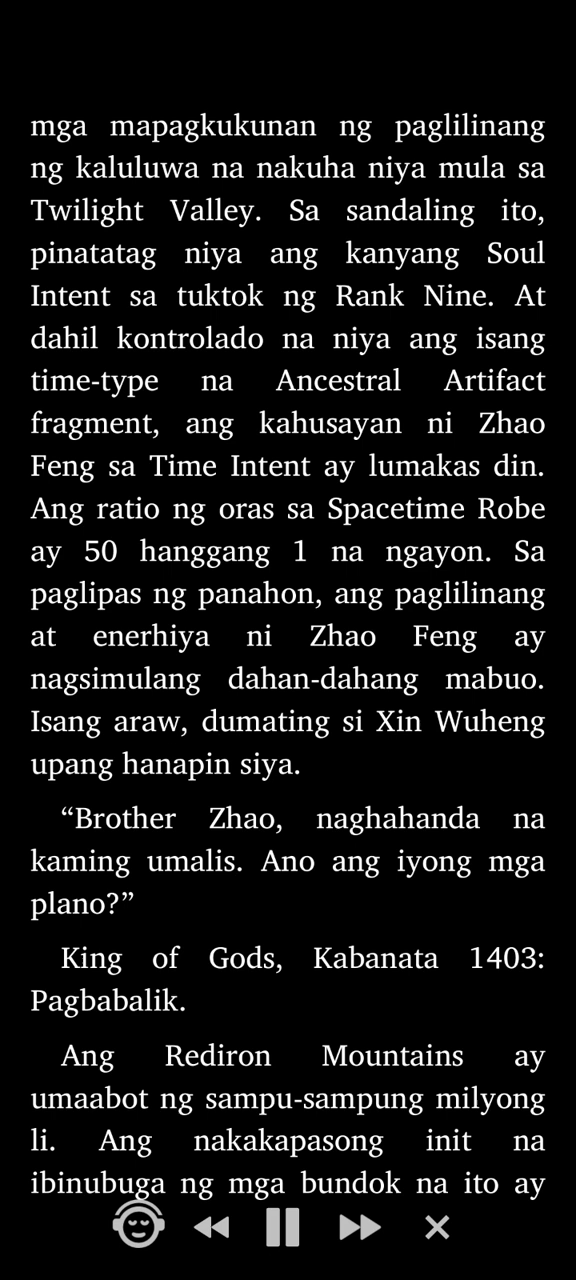 mga mapagkukunan ng paglilinang
ng kaluluwa na nakuha niya mula sa
Twilight Valley. Sa sandaling ito,
pinatatag niya ang kanyang Soul
Intent sa tuktok ng Rank Nine. At
dahil kontrolado na niya ang isang
time-type na Ancestral Artifact
fragment, ang kahusayan ni Zhao
Feng sa Time Intent ay lumakas din.
Ang ratio ng oras sa Spacetime Robe
ay 50 hanggang 1 na ngayon. Sa
paglipas ng panahon, ang paglilinang
at enerhiya ni Zhao Feng ay
nagsimulang dahan-dahang mabuo.
Isang araw, dumating si Xin Wuheng
upang hanapin siya.
“Brother Zhao, naghahanda na
kaming umalis. Ano ang iyong mga
plano?”
King of Gods, Kabanata 1403:
Pagbabalik.
Ang Rediron Mountains ay
umaabot ng sampu-sampung milyong
li. Ang nakakapasong init na
ibinubuga ng mga bundok na ito ay